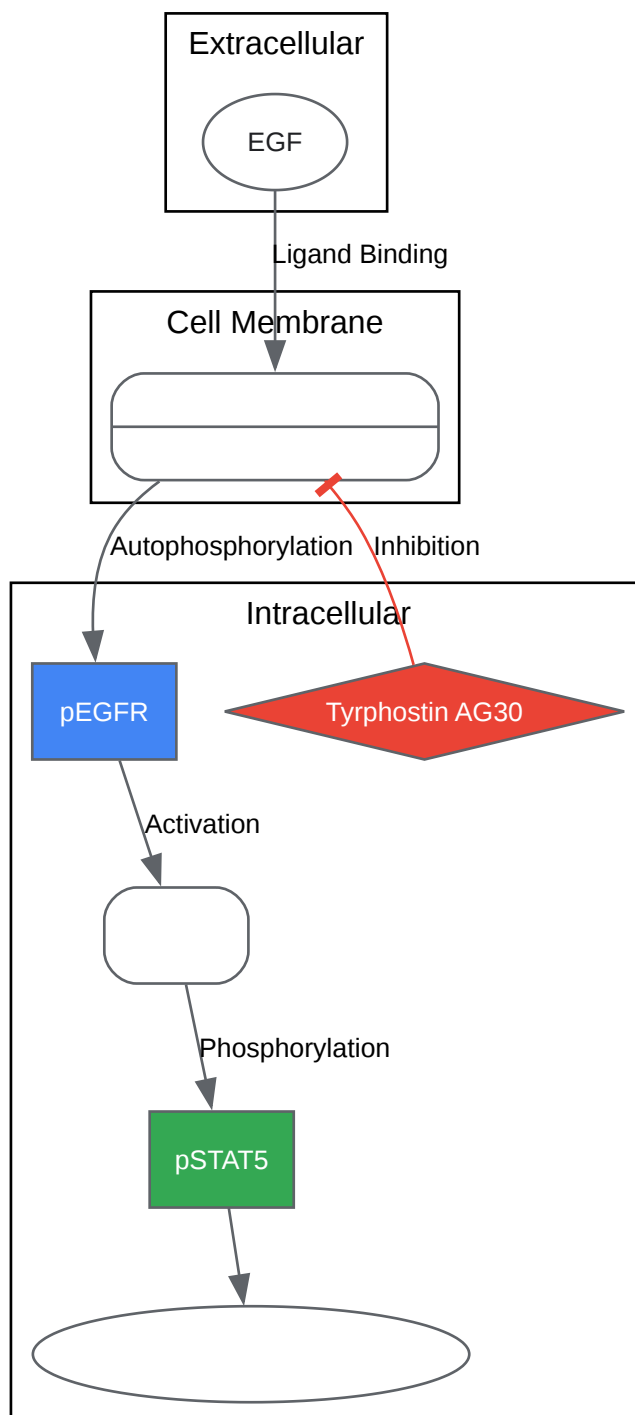 Extracellular
EGF
Ligand Binding
Cell Membrane
Autophosphorylation
Inhibition
Intracellular
pEGFR
Tyrphostin AG30
Activation
Phosphorylation
pSTAT5